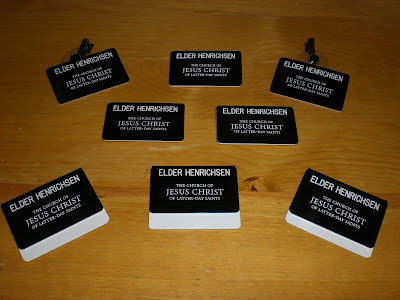 ELDER HENRICHSEN
THE CHURCH OF
JESUS CHRIST
OF LATTER-DAY SAINTS
ELDER HENRICHSEN
THE CHURCH OF
JESUS CHRIST
OF LATTER-DAY SAINTS
ELDER HENRICHSEN
THE CHURCH OF
JESUS CHRIST
OF LATTER-DAY SAINTS
ELDER HENRICHSEN
THE CHURCH OF
JESUS CHRIST
OF LATTER-DAY SAINTS
ELDER HENRICHSEN
THE CHURCH OF
JESUS CHRIST
OF LATTER-DAY SAINTS
ELDER HENRICHSEN
THE CHURCH OF
JESUS CHRIST
OF LATTER-DAY SAINTS
ELDER HENRICHSEN
THE CHURCH OF
JESUS CHRIST
OF LATTER-DAY SAINTS
ELDER HENRICHSEN
THE CHURCH OF
JESUS CHRIST
OF LATTER-DAY SAINTS